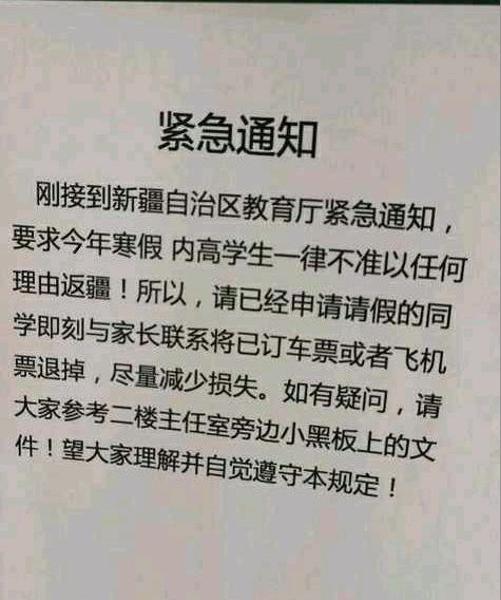 紧急通知
刚接到新疆自治区教育厅紧急通知，
要求今年寒假 内高学生一律不准以任何
理由返疆！所以，请已经申请请假的同
学即刻与家长联系将已订车票或者飞机
票退掉，尽量减少损失。如有疑问，请
大家参考二楼主任室旁边小黑板上的文
件！望大家理解并自觉遵守本规定！